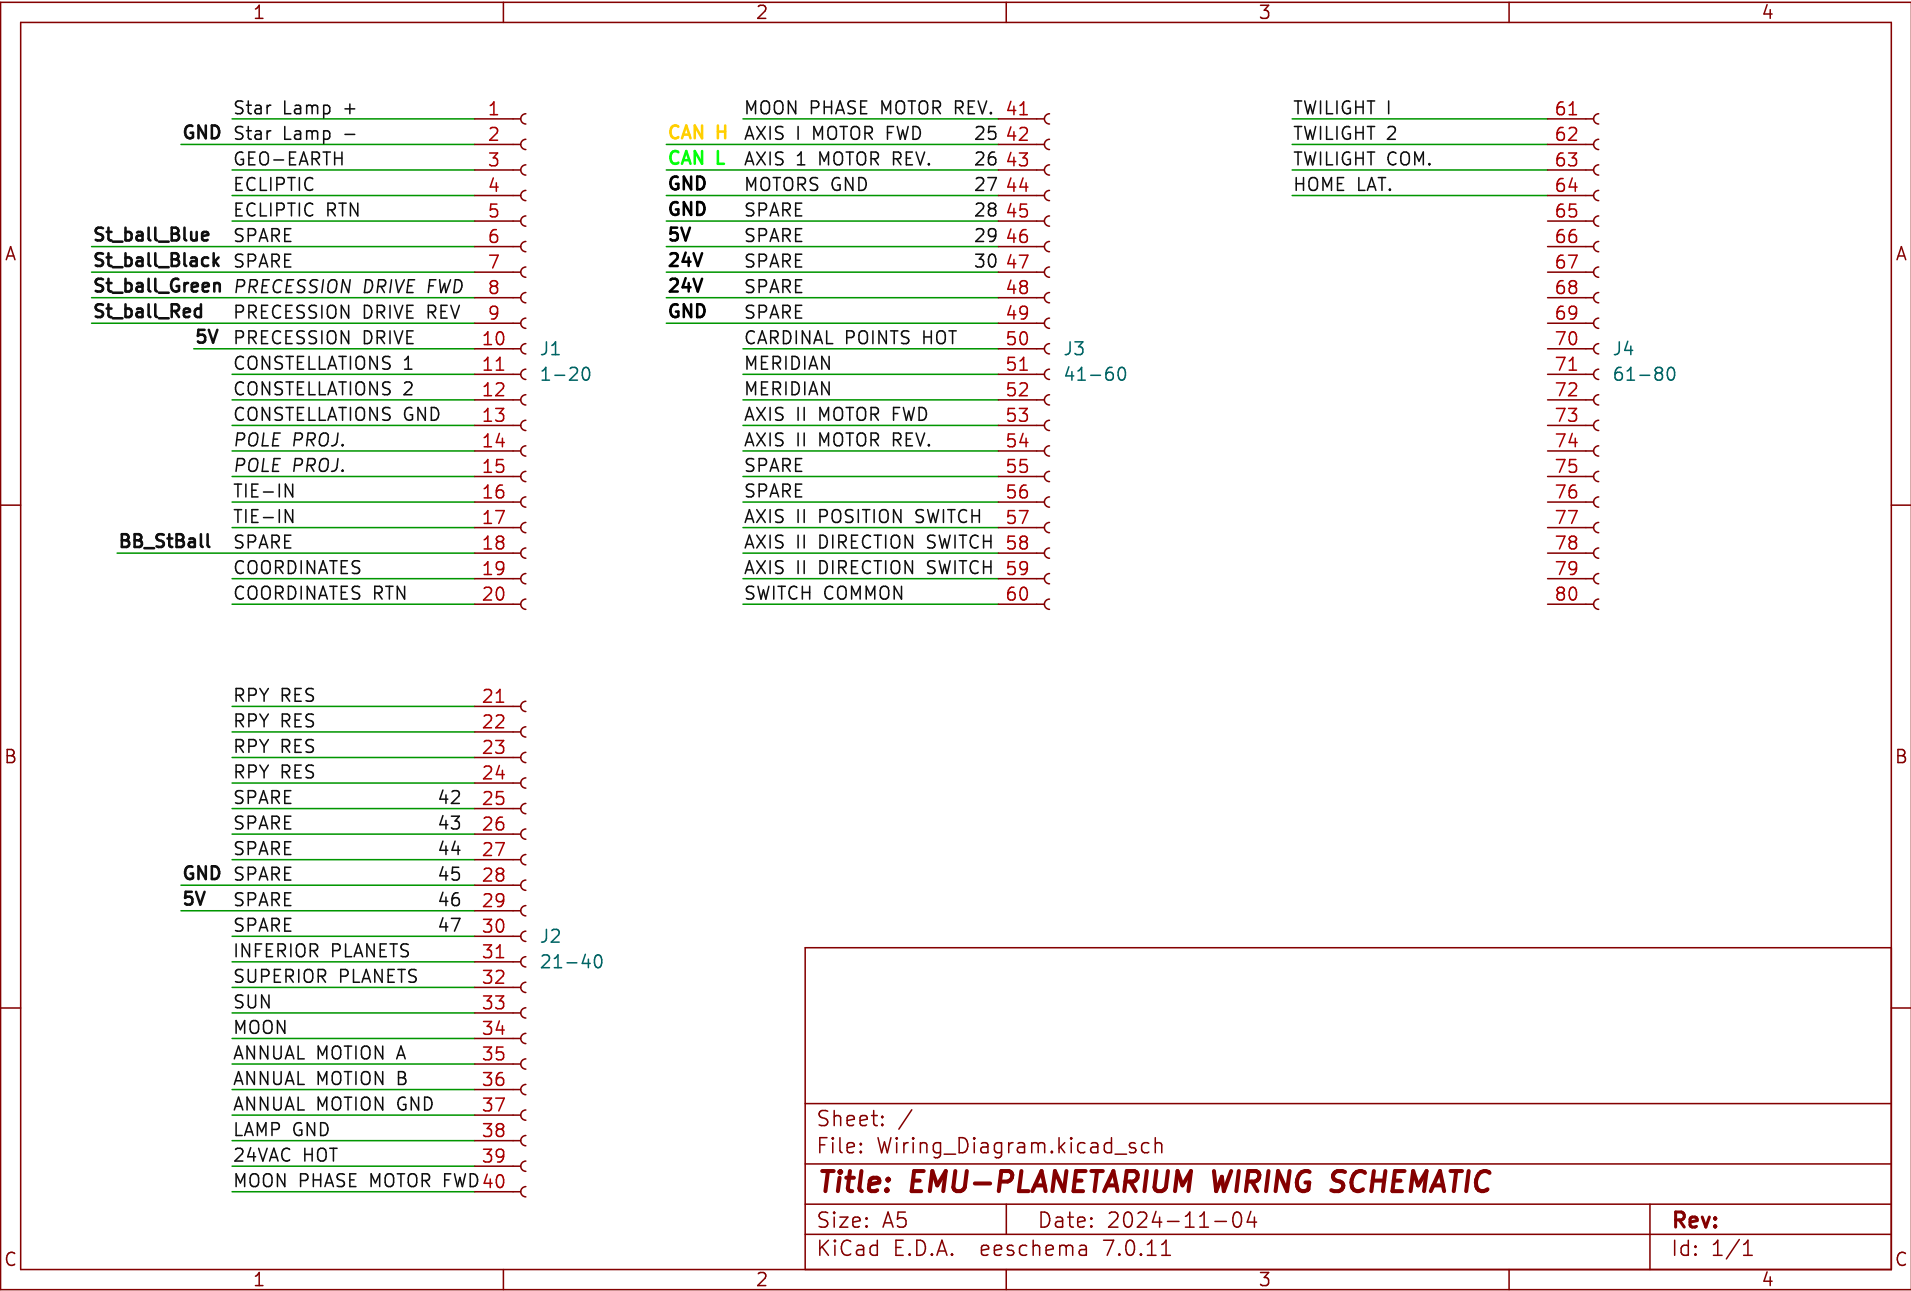 1 2 3 4
A
B
C
Star Lamp + 1
GND Star Lamp - 2
GEO-EARTH 3
ECLIPTIC 4
ECLIPTIC RTN 5
St_ball_Blue SPARE 6
St_ball_Black SPARE 7
St_ball_Green PRECESSION DRIVE FWD 8
St_ball_Red PRECESSION DRIVE REV 9
5V PRECESSION DRIVE 10
CONSTELLATIONS 1 11
CONSTELLATIONS 2 12
CONSTELLATIONS GND 13
POLE PROJ. 14
POLE PROJ. 15
TIE-IN 16
TIE-IN 17
BB_StBall SPARE 18
COORDINATES 19
COORDINATES RTN 20
J1
1-20
RPY RES 21
RPY RES 22
RPY RES 23
RPY RES 24
SPARE 42 25
SPARE 43 26
SPARE 44 27
GND SPARE 45 28
5V SPARE 46 29
SPARE 47 30
INFERIOR PLANETS 31
SUPERIOR PLANETS 32
SUN 33
MOON 34
ANNUAL MOTION A 35
ANNUAL MOTION B 36
ANNUAL MOTION GND 37
LAMP GND 38
24VAC HOT 39
MOON PHASE MOTOR FWD 40
J2
21-40
MOON PHASE MOTOR REV. 41
CAN H AXIS I MOTOR FWD 25 42
CAN L AXIS 1 MOTOR REV. 26 43
GND MOTORS GND 27 44
GND SPARE 28 45
5V SPARE 29 46
24V SPARE 30 47
24V SPARE 48
GND SPARE 49
CARDINAL POINTS HOT 50
MERIDIAN 51
MERIDIAN 52
AXIS II MOTOR FWD 53
AXIS II MOTOR REV. 54
SPARE 55
SPARE 56
AXIS II POSITION SWITCH 57
AXIS II DIRECTION SWITCH 58
AXIS II DIRECTION SWITCH 59
SWITCH COMMON 60
J3
41-60
TWILIGHT I 61
TWILIGHT 2 62
TWILIGHT COM. 63
HOME LAT. 64
65
66
67
68
69
70
71
72
73
74
75
76
77
78
79
80
J4
61-80
A
B
C
Sheet: /
File: Wiring_Diagram.kicad_sch
Title: EMU-PLANETARIUM WIRING SCHEMATIC
Size: A5 Date: 2024-11-04 Rev:
KiCad E.D.A. eeschema 7.0.11 Id: 1/1
1 2 3 4